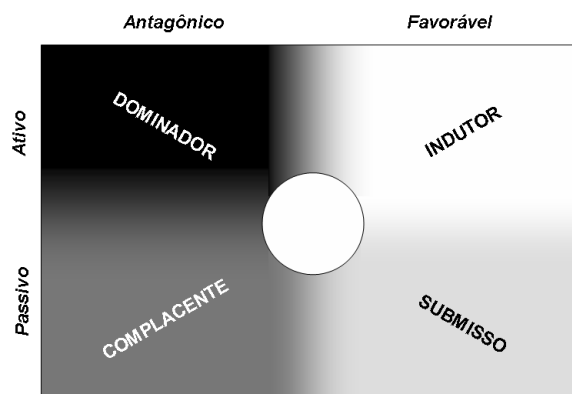 Antagônico Favorável
Ativo
DOMINADOR
INDUTOR
Passivo
COMPLACENTE
SUBMISSO